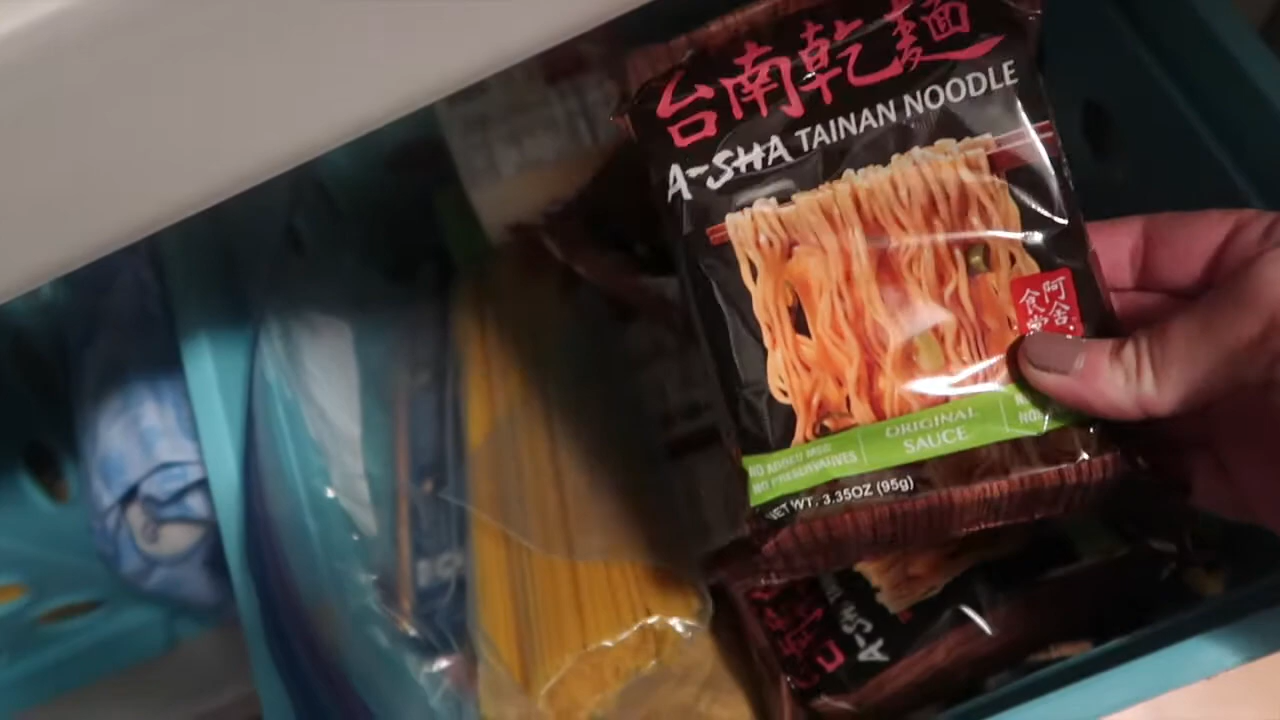 台南乾麵
A-SHA TAINAN NOODLE
阿舍
食堂
ORIGINAL
SAUCE
NO ADDED MSG
NO PRESERVATIVES
NET WT. 3.35OZ (95g)
A-SHA